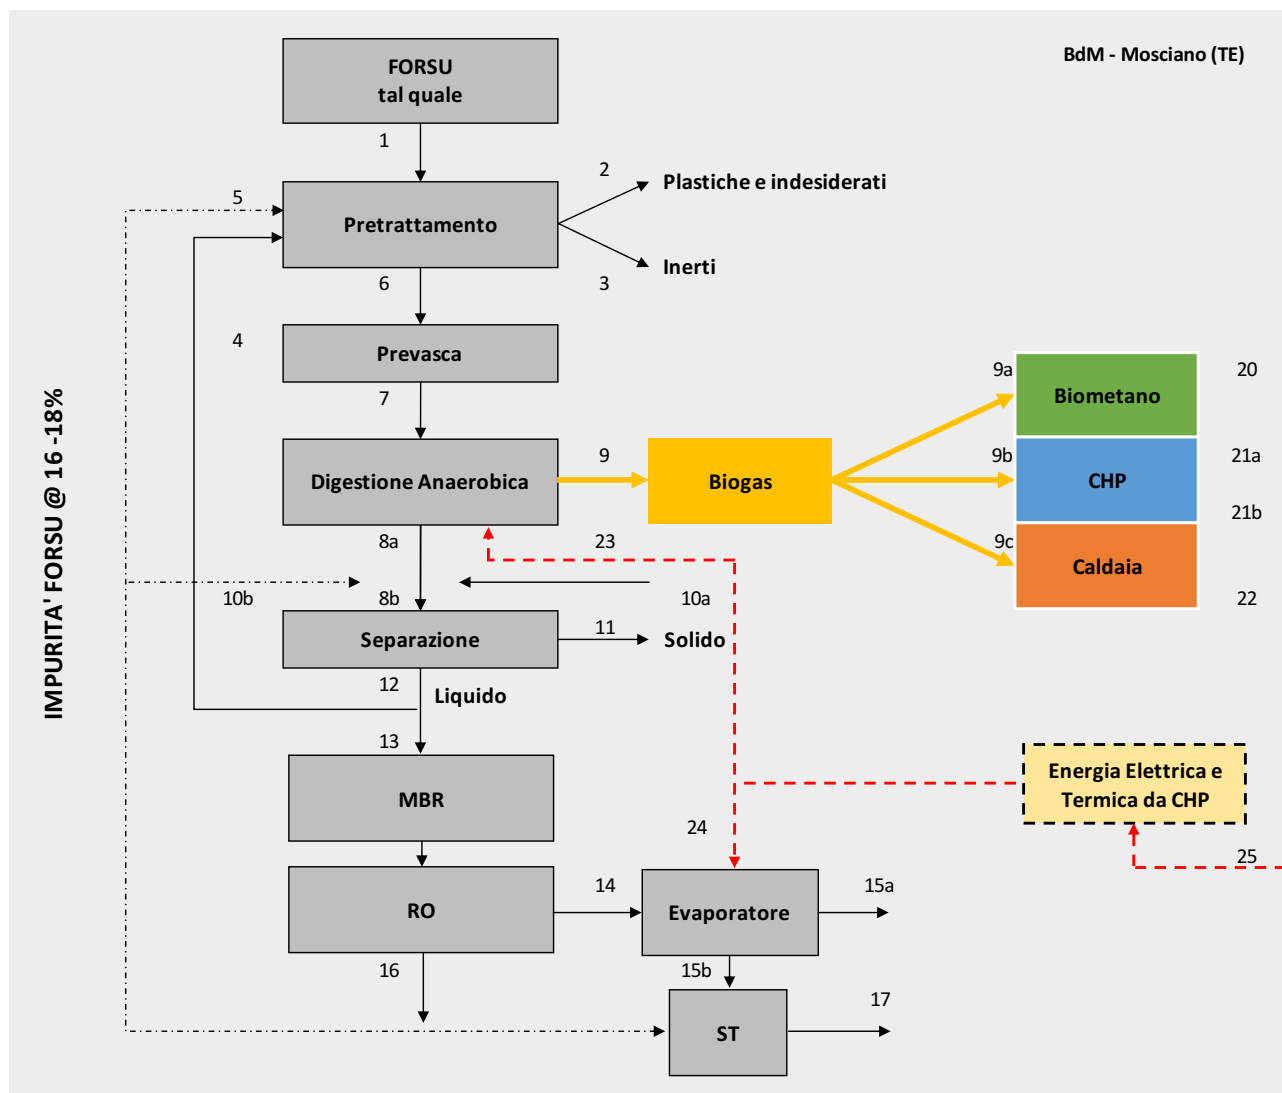 FORSU
tal quale
BdM - Mosciano (TE)
1
2
Plastiche e indesiderati
5
Pretrattamento
Inerti
6
3
4
Prevasca
9a
20
Biometano
7
IMPURITA' FORSU @ 16 -18%
9
9b
21a
Digestione Anaerobica
Biogas
CHP
21b
8a
23
9c
Caldaia
10b
8b
10a
22
11
Separazione
Solido
12
Liquido
13
Energia Elettrica e
Termica da CHP
MBR
24
25
14
15a
RO
Evaporatore
16
15b
17
ST